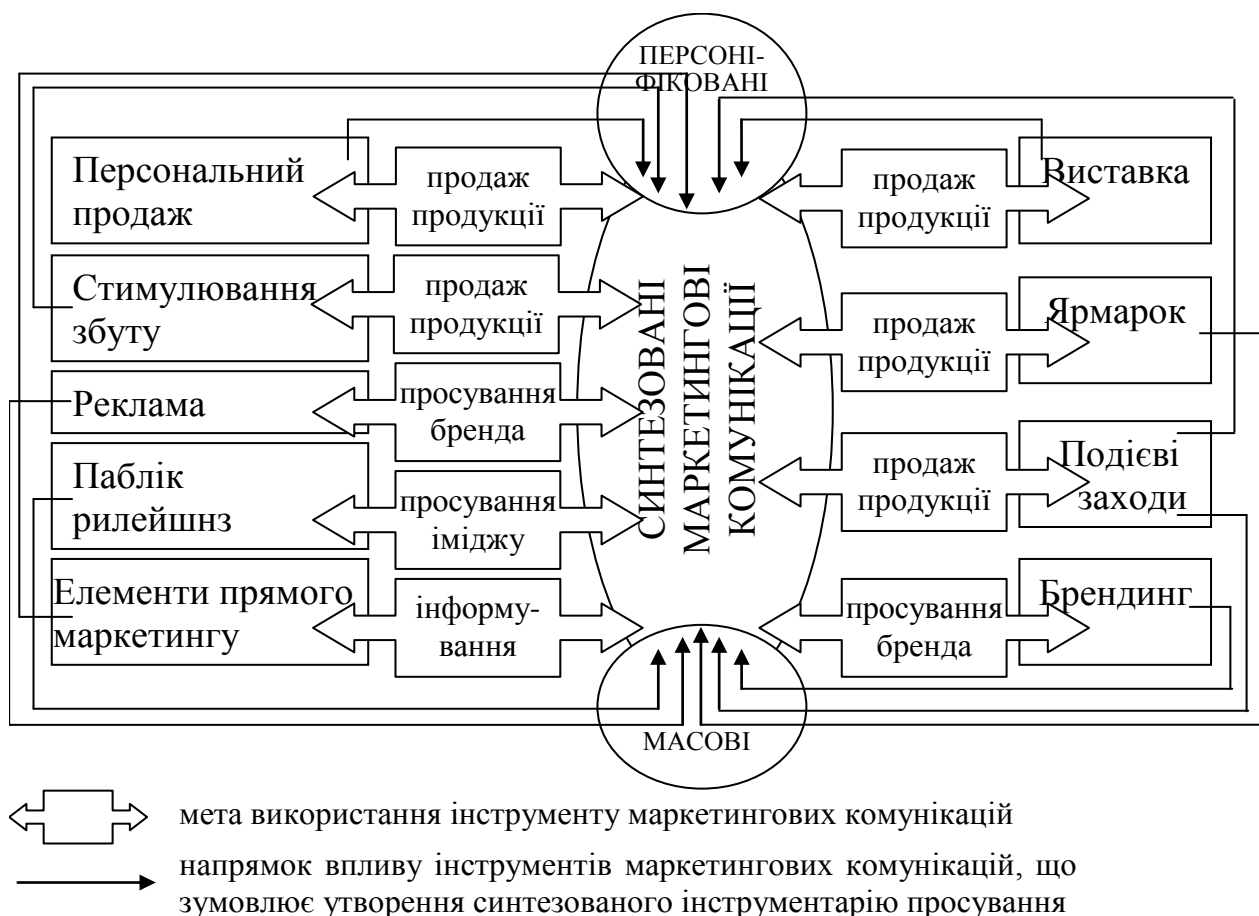 ПЕРСОНІ-
ФІКОВАНІ
Персональний
продаж
продаж
продукції
Стимулювання
збуту
продаж
продукції
Реклама
просування
бренда
Паблік
рилейшнз
просування
іміджу
Елементи прямого
маркетингу
інформу-
вання
СИНТЕЗОВАНІ
МАРКЕТИНГОВІ
КОМУНІКАЦІЇ
продаж
продукції
Виставка
продаж
продукції
Ярмарок
продаж
продукції
Подієві
заходи
просування
бренда
Брендинг
МАСОВІ
мета використання інструменту маркетингових комунікацій
напрямок впливу інструментів маркетингових комунікацій, що
зумовлює утворення синтезованого інструментарію просування